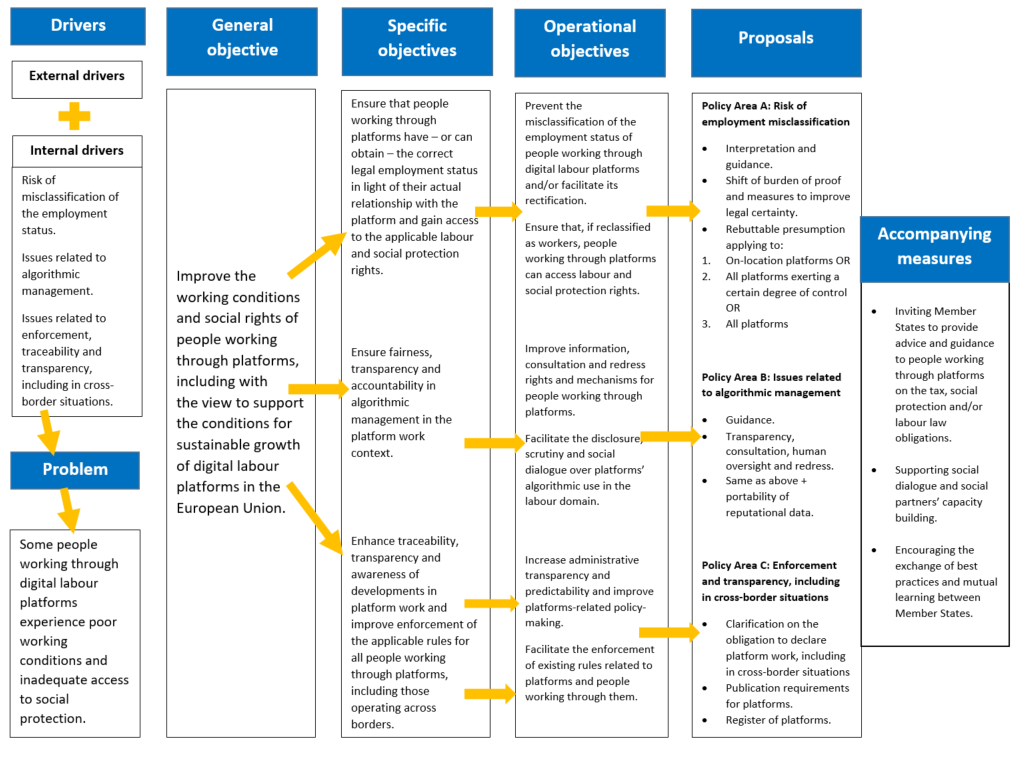 Drivers
External drivers
Internal drivers
Risk of
misclassification of
the employment
status.
Issues related to
algorithmic
management.
Issues related to
enforcement,
traceability and
transparency,
including in cross-
border situations.
Problem
Some people
working through
digital labour
platforms
experience poor
working
conditions and
inadequate access
to social
protection.
General
objective
Improve the
working conditions
and social rights of
people working
through platforms,
including with
the view to support
the conditions for
sustainable growth
of digital labour
platforms in the
European Union.
Specific
objectives
Ensure that people
working through
platforms have – or can
obtain – the correct
legal employment status
in light of their actual
relationship with the
platform and gain access
to the applicable labour
and social protection
rights.
Ensure fairness,
transparency and
accountability in
algorithmic
management in the
platform work
context.
Enhance traceability,
transparency and
awareness of
developments in
platform work and
improve enforcement of
the applicable rules for
all people working
through platforms,
including those
operating across
borders.
Operational
objectives
Prevent the
misclassification of the
employment status of
people working through
digital labour platforms
and/or facilitate its
rectification.
Ensure that, if reclassified
as workers, people
working through platforms
can access labour and
social protection rights.
Improve information,
consultation and redress
rights and mechanisms for
people working through
platforms.
Facilitate the disclosure,
scrutiny and social
dialogue over platforms'
algorithmic use in the
labour domain.
Increase administrative
transparency and
predictability and improve
platforms-related policy-
making.
Facilitate the enforcement
of existing rules related to
platforms and people
working through them.
Proposals
Policy Area A: Risk of
employment misclassification
• Interpretation and
guidance.
• Shift of burden of proof
and measures to improve
legal certainty.
• Rebuttable presumption
applying to:
1. On-location platforms OR
2. All platforms exerting a
certain degree of control
OR
3. All platforms
Policy Area B: Issues related
to algorithmic management
• Guidance.
• Transparency,
consultation, human
oversight and redress.
• Same as above +
portability of
reputational data.
Policy Area C: Enforcement
and transparency, including
in cross-border situations
• Clarification on the
obligation to declare
platform work, including
in cross-border situations
• Publication requirements
for platforms.
• Register of platforms.
Accompanying
measures
• Inviting Member
States to provide
advice and guidance
to people working
through platforms
on the tax, social
protection and/or
labour law
obligations.
• Supporting social
dialogue and social
partners' capacity
building.
• Encouraging the
exchange of best
practices and mutual
learning between
Member States.